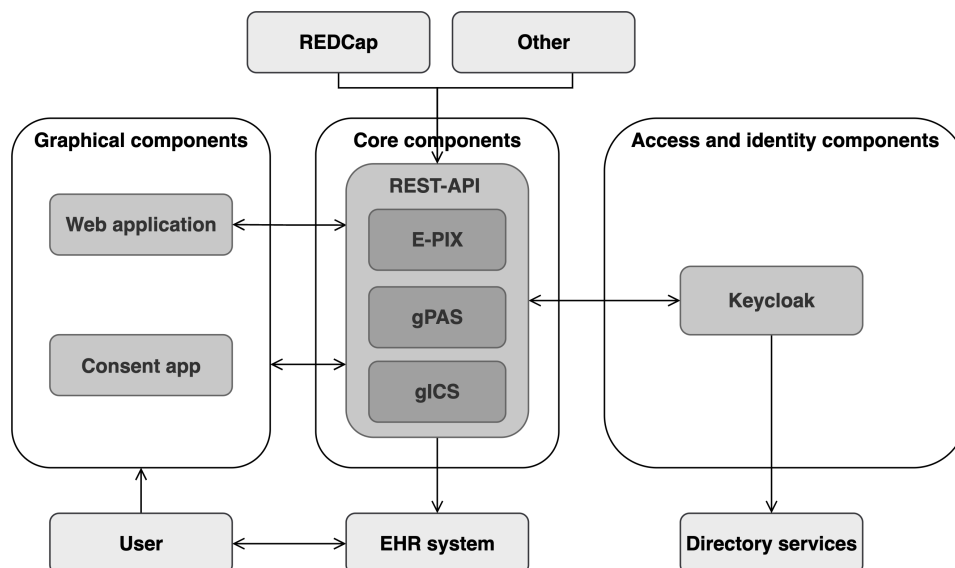 REDCap
Other
Graphical components
Core components
Access and identity components
REST-API
Web application
E-PIX
Keycloak
gPAS
Consent app
gICS
User
EHR system
Directory services